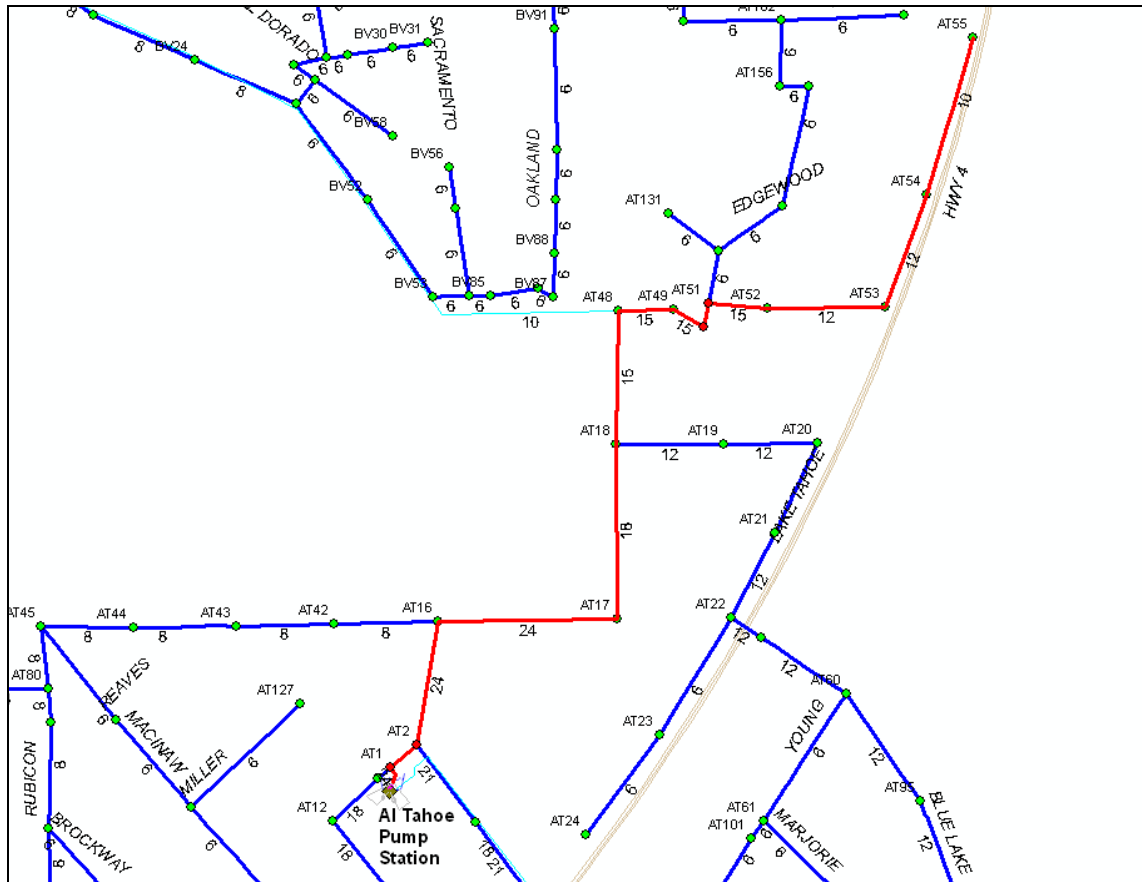 8
BV24
8
8
6
DORADO
6
6
BV30
BV31
6
6
6
8
6
BV58
SACRAMENTO
BV91
6
6
AT162
6
6
AT156
6
6
AT55
10
BV56
6
OAKLAND
6
BV52
6
6
6
AT131
EDGEWOOD
6
6
AT54
HWY 4
BV88
6
6
12
BV53
BV85
BV87
6
6
6
6
AT48
AT49
AT51
AT52
AT53
10
15
15
15
12
15
AT18
AT19
AT20
12
12
LAKE TAHOE
18
AT21
12
AT45
AT44
AT43
AT42
AT16
AT17
AT22
8
8
8
8
24
12
12
8
AT80
REAVES
AT127
24
AT60
8
6
MACINAW
AT2
AT23
6
YOUNG
6
12
RUBICON
8
MILLER
6
AT1
21
AT95
BLUE LAKE
AT12
18
Al Tahoe
Pump
Station
6
AT24
AT61
MARJORIE
AT101
6
6
BROCKWAY
6
8
6
18
18
21
6
12